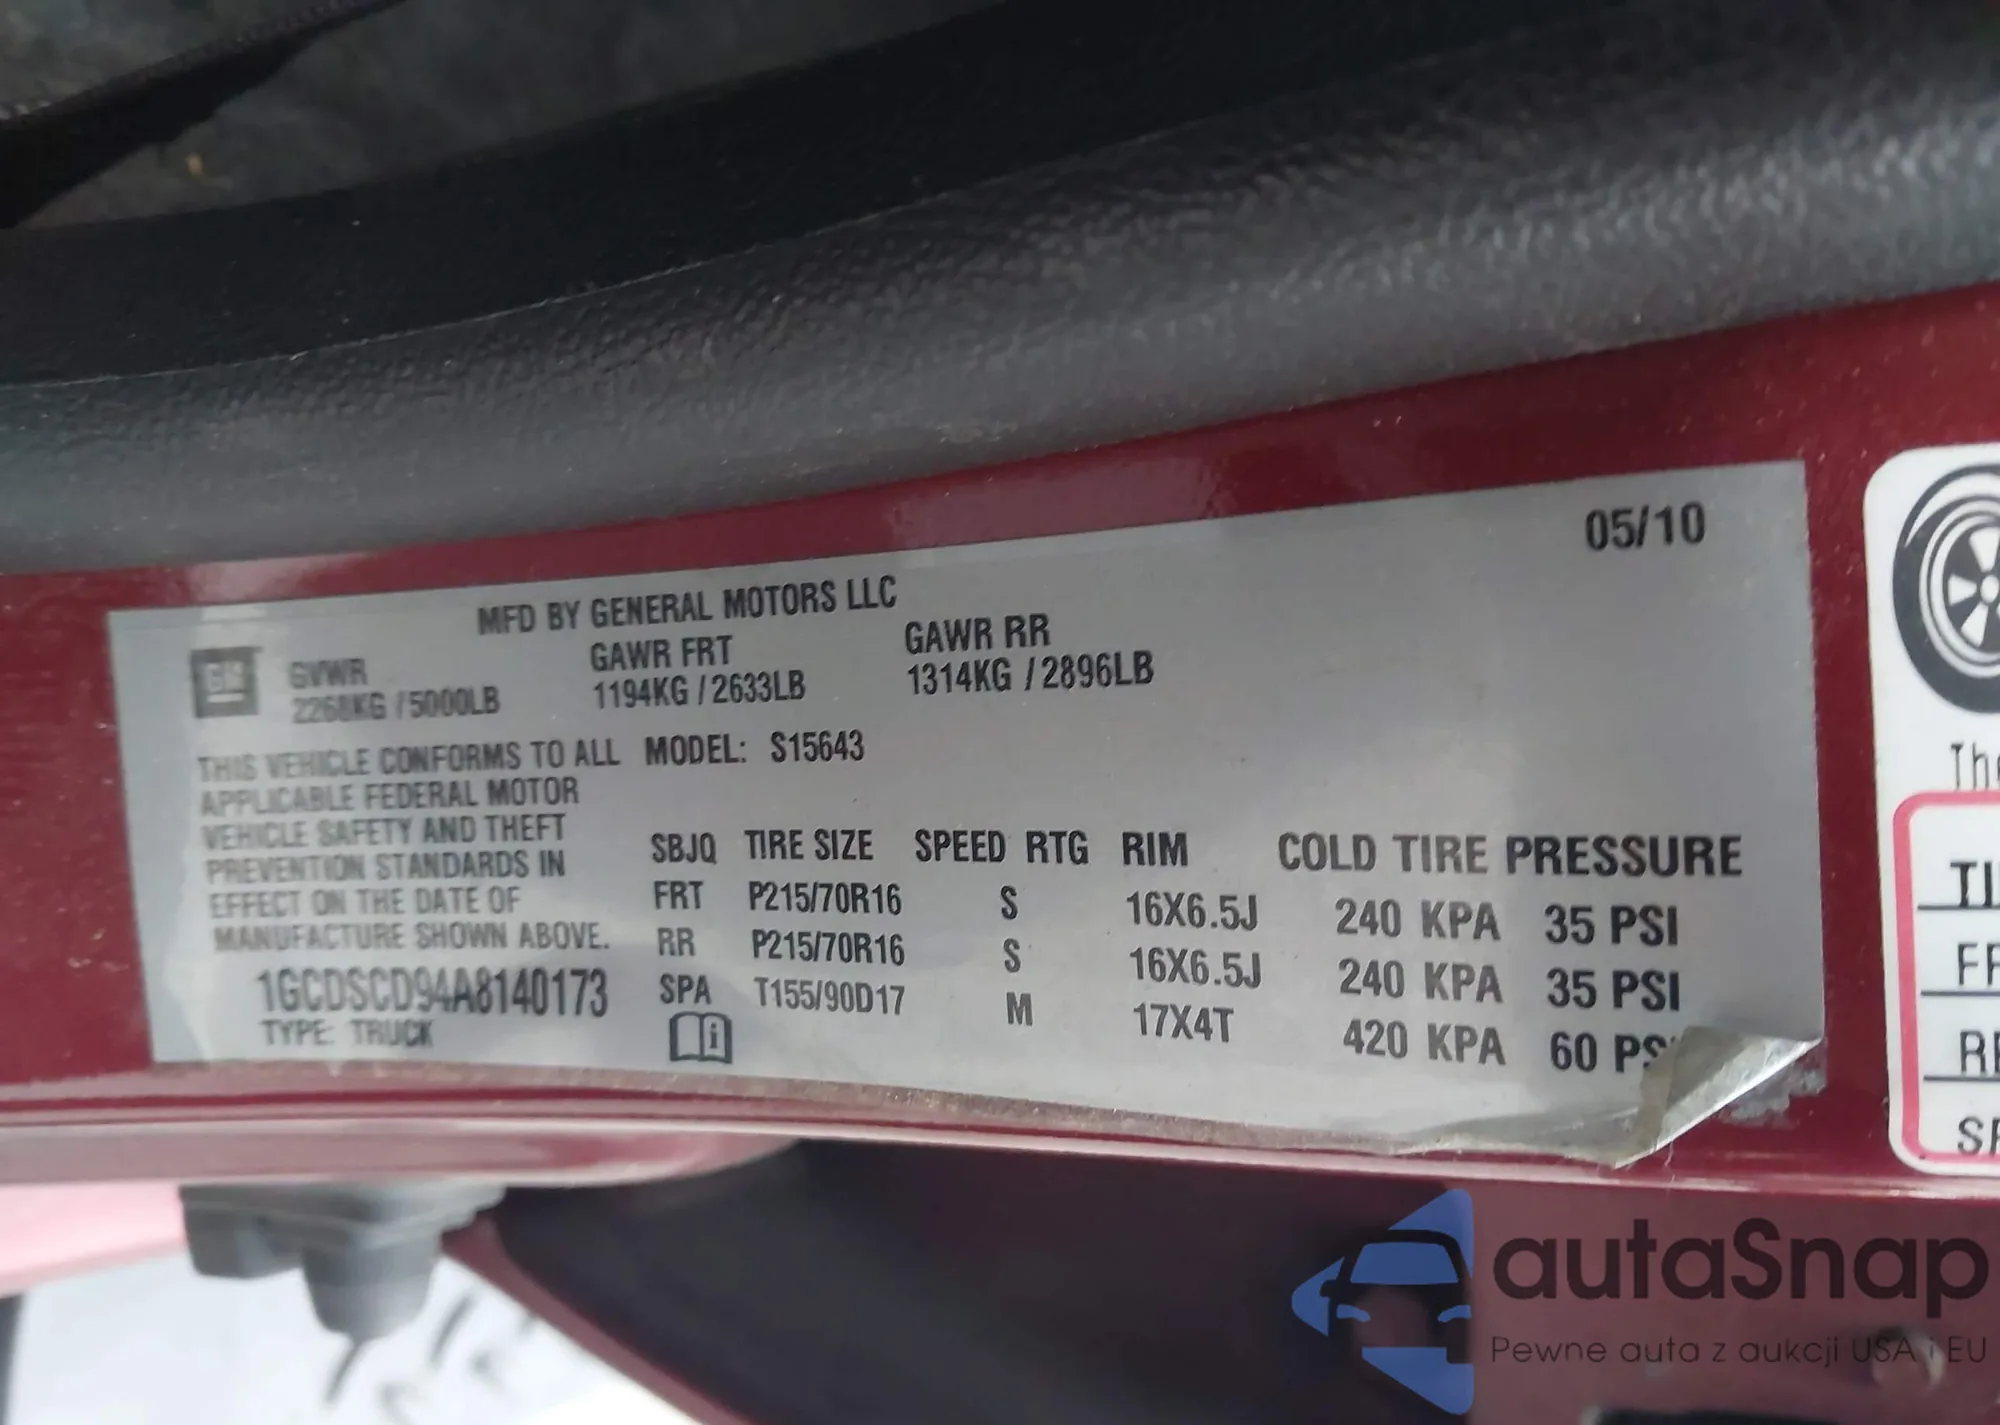 05/10
MFD BY GENERAL MOTORS LLC
GM
GVWR GAWR FRT GAWR RR
2268KG / 5000LB 1194KG / 2633LB 1314KG / 2896LB
THIS VEHICLE CONFORMS TO ALL MODEL: S15643
APPLICABLE FEDERAL MOTOR
VEHICLE SAFETY AND THEFT
PREVENTION STANDARDS IN
EFFECT ON THE DATE OF
MANUFACTURE SHOWN ABOVE.
1GCDSCD94A8140173
TYPE: TRUCK
SBJQ TIRE SIZE SPEED RTG RIM COLD TIRE PRESSURE
FRT P215/70R16 S 16X6.5J 240 KPA 35 PSI
RR P215/70R16 S 16X6.5J 240 KPA 35 PSI
SPA T155/90D17 M 17X4T 420 KPA 60 PS
i
autaSnap
Pewne auta z aukcji USA i EU